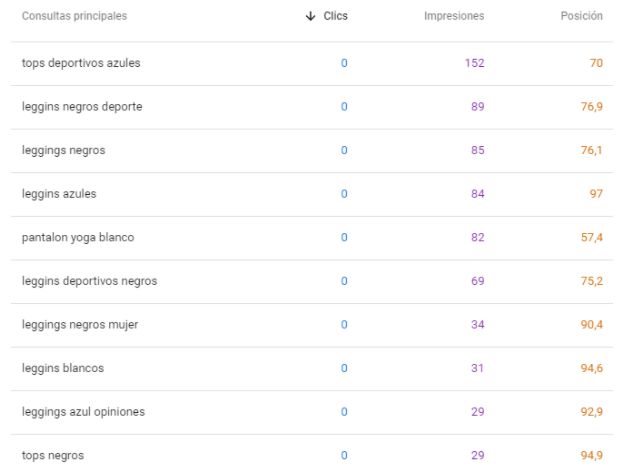 Consultas principales ↓ Clics Impresiones Posición
tops deportivos azules 0 152 70
leggins negros deporte 0 89 76,9
leggings negros 0 85 76,1
leggins azules 0 84 97
pantalon yoga blanco 0 82 57,4
leggins deportivos negros 0 69 75,2
leggings negros mujer 0 34 90,4
leggins blancos 0 31 94,6
leggings azul opiniones 0 29 92,9
tops negros 0 29 94,9